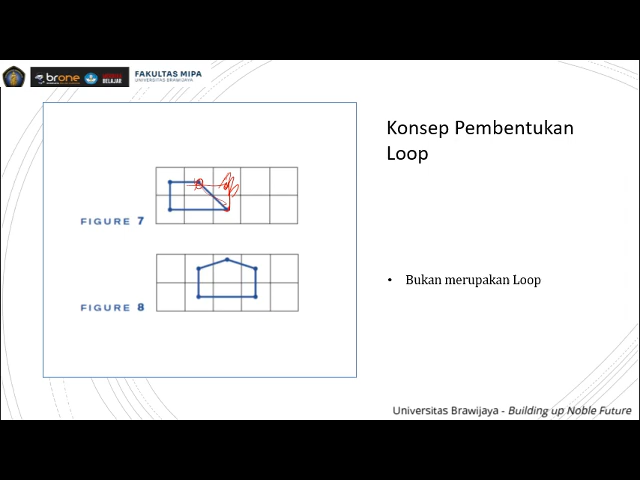 brone
BELAJAR
FAKULTAS MIPA
UNIVERSITAS BRAWIJAYA
Konsep Pembentukan
Loop
FIGURE 7
FIGURE 8
• Bukan merupakan Loop
Universitas Brawijaya - Building up Noble Future